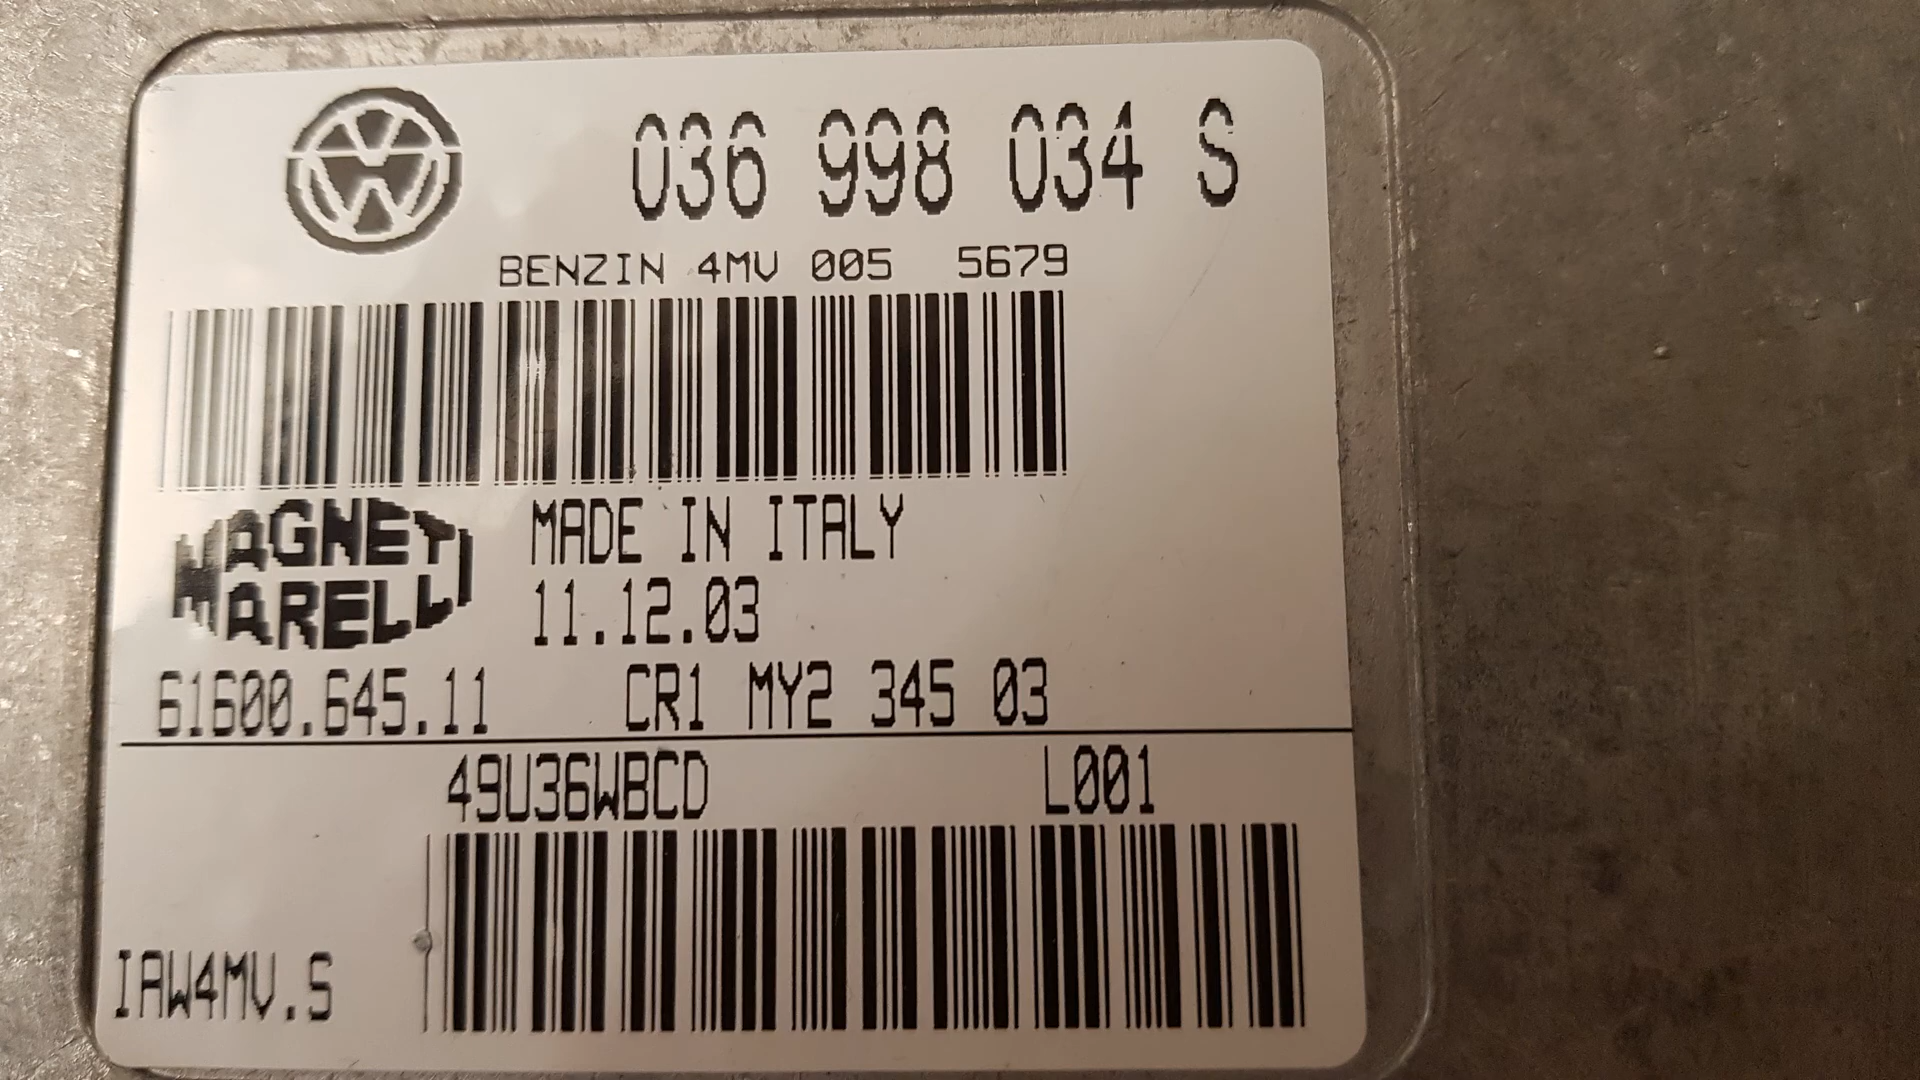 036 998 034 S
BENZIN 4MV 005 5679
MAGNETI
MARELLI
MADE IN ITALY
11.12.03
61600.645.11 CR1 MY2 345 03
49U36WBCD L001
IAW4MV.S